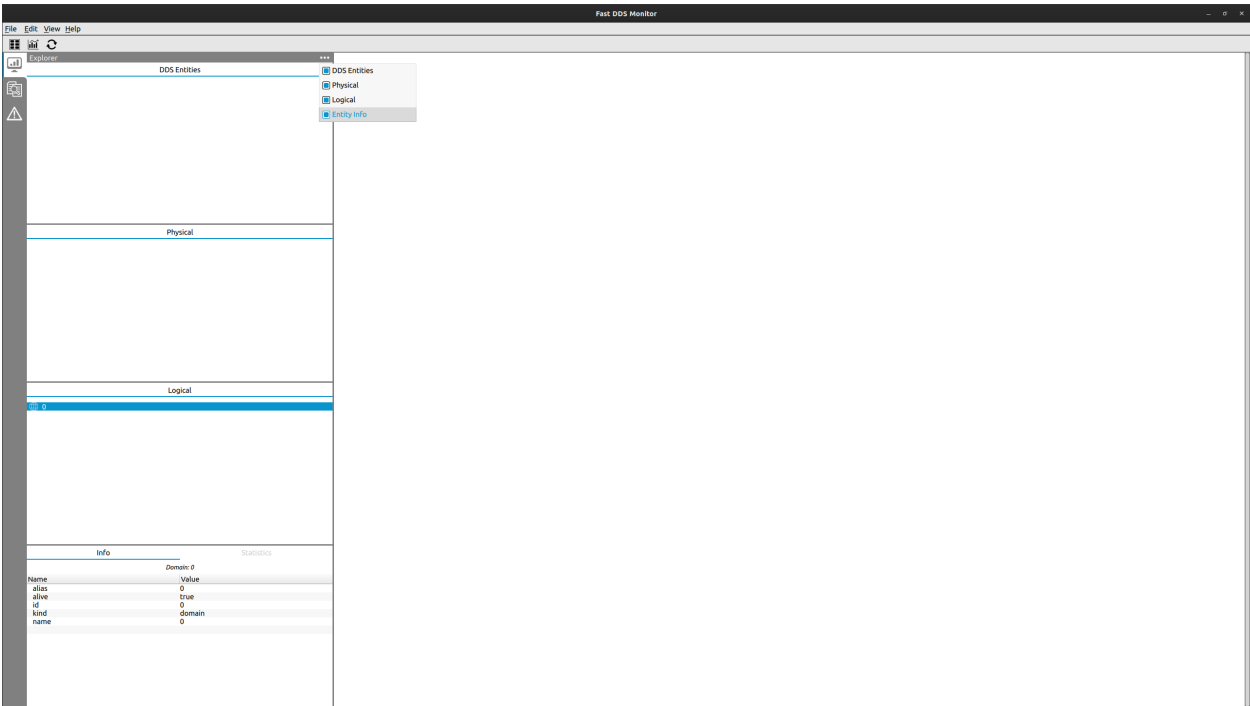 Fast DDS Monitor
File Edit View Help
Explorer
DDS Entities
DDS Entities
Physical
Logical
Entity Info
Physical
Logical
0
Info Statistics
Domain: 0
Name Value
alias 0
alive true
id 0
kind domain
name 0